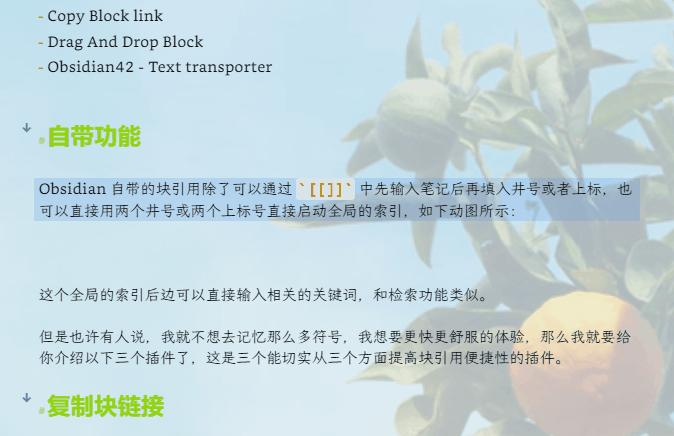 - Copy Block link
- Drag And Drop Block
- Obsidian42 - Text transporter
自带功能
Obsidian 自带的块引用除了可以通过 `[[]]` 中先输入笔记后再填入井号或者上标，也
可以直接用两个井号或两个上标号直接启动全局的索引，如下动图所示：
这个全局的索引后边可以直接输入相关的关键词，和检索功能类似。
但是也许有人说，我就不想去记忆那么多符号，我想要更快更舒服的体验，那么我就要给
你介绍以下三个插件了，这是三个能切实从三个方面提高块引用便捷性的插件。
复制块链接